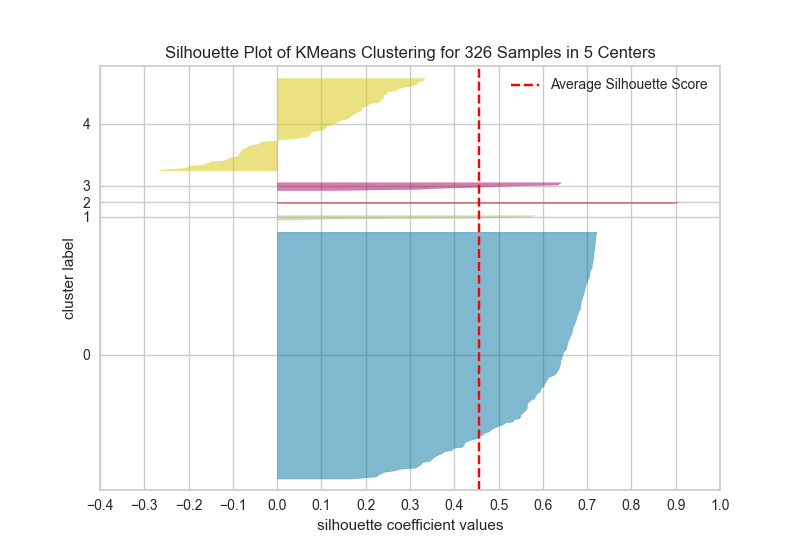 Silhouette Plot of KMeans Clustering for 326 Samples in 5 Centers
Average Silhouette Score
4
3
2
1
0
cluster label
−0.4 −0.3 −0.2 −0.1 0.0 0.1 0.2 0.3 0.4 0.5 0.6 0.7 0.8 0.9 1.0
silhouette coefficient values